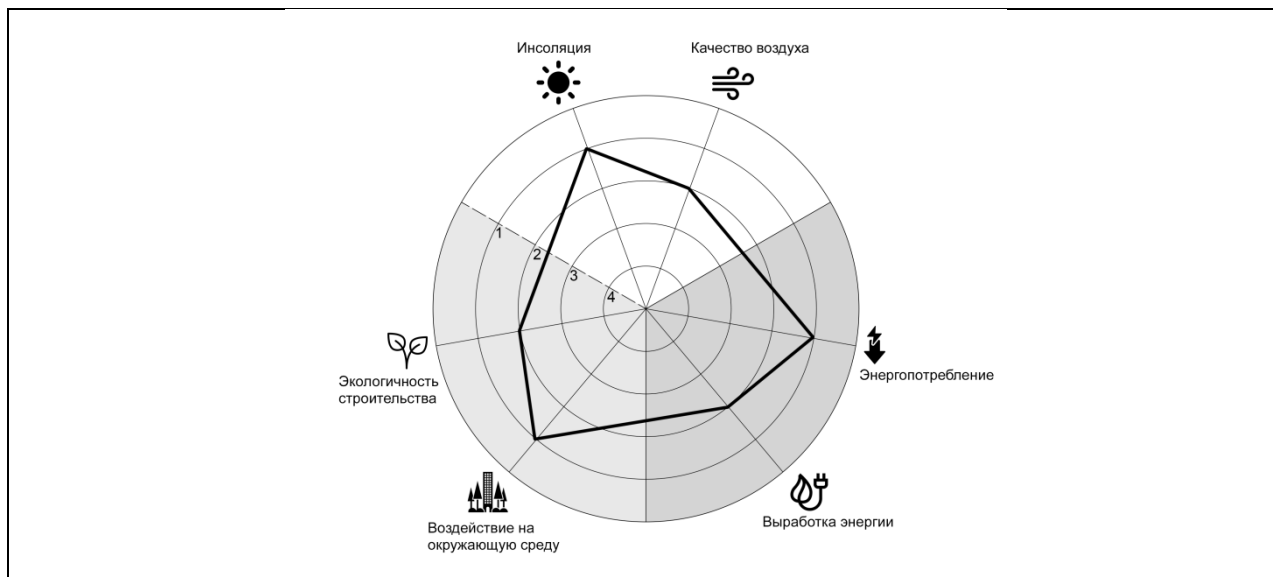 Инсоляция
Качество воздуха
1
2
3
4
Экологичность
строительства
Энергопотребление
Воздействие на
окружающую среду
Выработка энергии